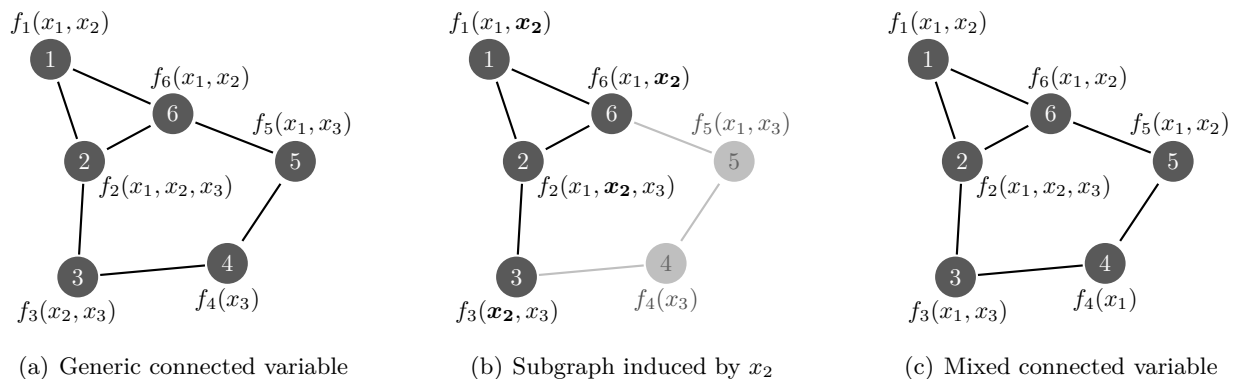 f₁(x₁, x₂)
1
f₆(x₁, x₂)
6
f₅(x₁, x₃)
2
5
f₂(x₁, x₂, x₃)
3
4
f₃(x₂, x₃)
f₄(x₃)
(a) Generic connected variable
f₁(x₁, x₂)
1
f₆(x₁, x₂)
6
f₅(x₁, x₃)
2
5
f₂(x₁, x₂, x₃)
3
4
f₃(x₂, x₃)
f₄(x₃)
(b) Subgraph induced by x₂
f₁(x₁, x₂)
1
f₆(x₁, x₂)
6
f₅(x₁, x₂)
2
5
f₂(x₁, x₂, x₃)
3
4
f₃(x₁, x₃)
f₄(x₁)
(c) Mixed connected variable